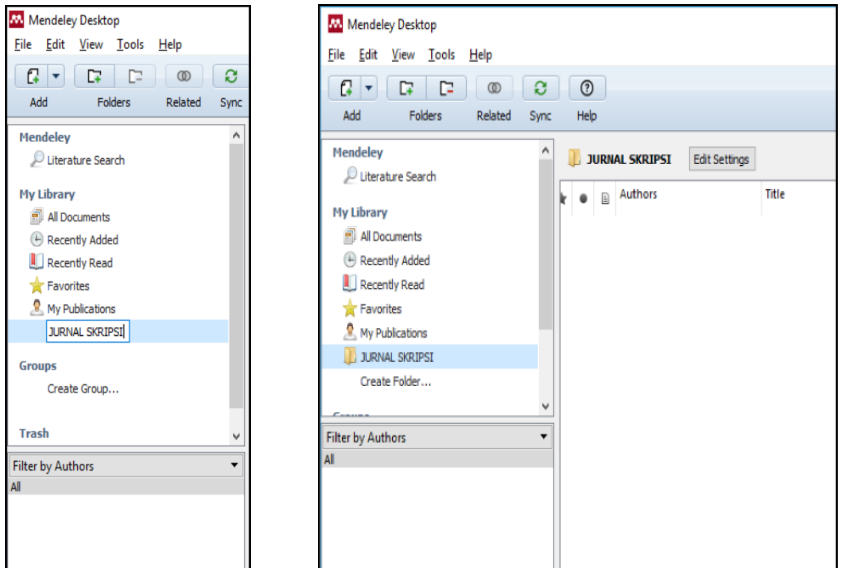 Mendeley Desktop
File Edit View Tools Help
Add Folders Related Sync
Mendeley
Literature Search
My Library
All Documents
Recently Added
Recently Read
Favorites
My Publications
JURNAL SKRIPSI
Groups
Create Group...
Trash
Filter by Authors
All
Mendeley Desktop
File Edit View Tools Help
Add Folders Related Sync Help
Mendeley
Literature Search
My Library
All Documents
Recently Added
Recently Read
Favorites
My Publications
JURNAL SKRIPSI
Create Folder...
Groups
Filter by Authors
All
JURNAL SKRIPSI Edit Settings
Authors Title